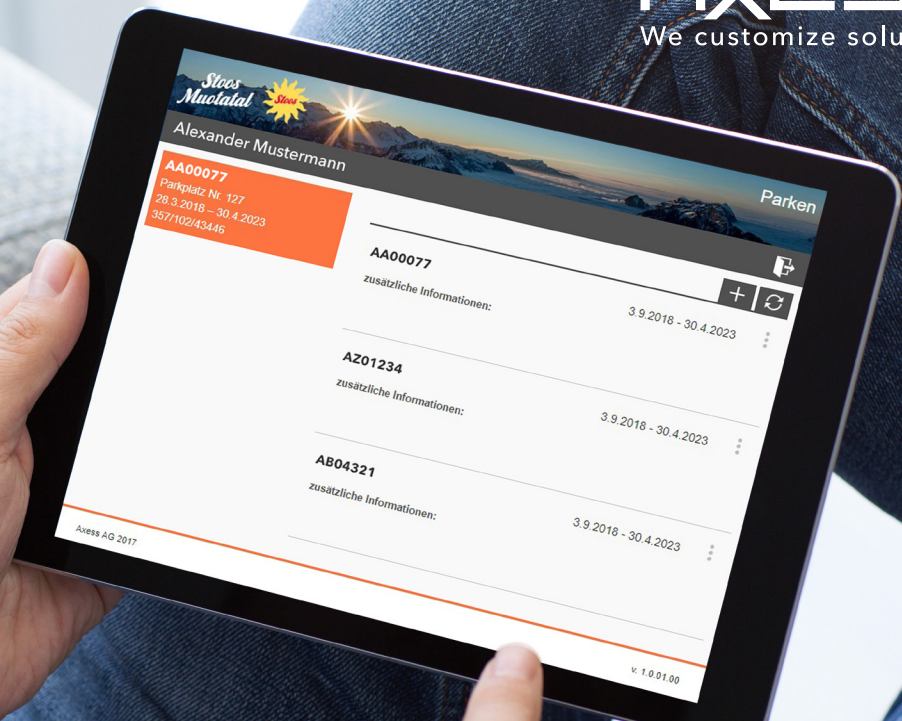 We customize solu
Stoos
Muotatal
Stoos
Parken
Alexander Mustermann
AA00077
Parkplatz Nr. 127
28.3.2018 – 30.4.2023
357/102/43446
AA00077
zusätzliche Informationen:
3.9.2018 - 30.4.2023
AZ01234
zusätzliche Informationen:
3.9.2018 - 30.4.2023
AB04321
zusätzliche Informationen:
3.9.2018 - 30.4.2023
Axess AG 2017
v. 1.0.01.00